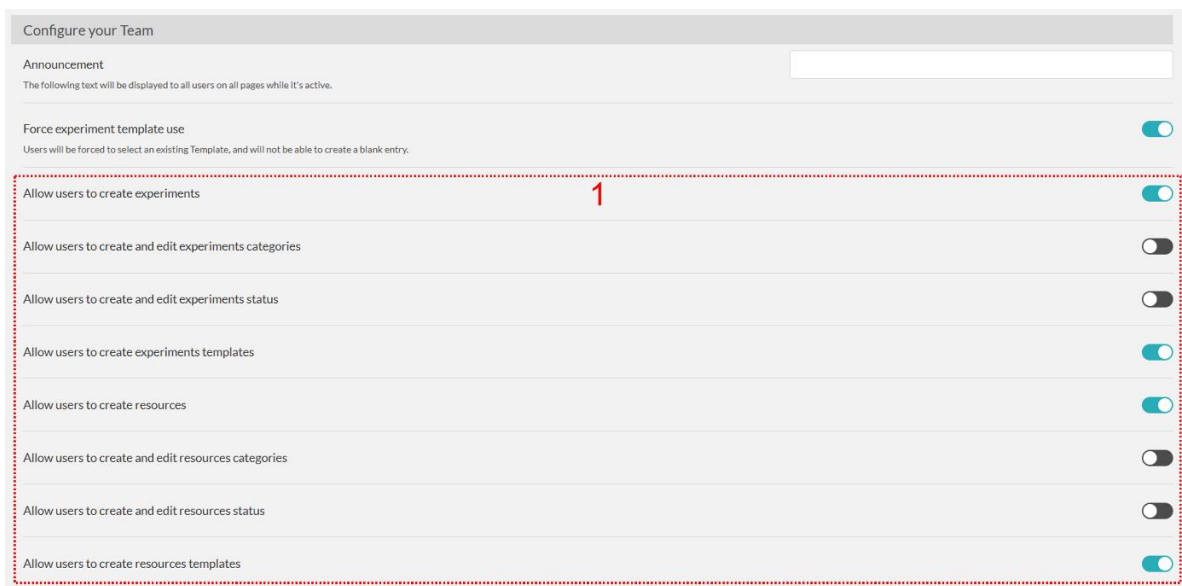 Configure your Team
Announcement
The following text will be displayed to all users on all pages while it's active.
Force experiment template use
Users will be forced to select an existing Template, and will not be able to create a blank entry.
Allow users to create experiments
1
Allow users to create and edit experiments categories
Allow users to create and edit experiments status
Allow users to create experiments templates
Allow users to create resources
Allow users to create and edit resources categories
Allow users to create and edit resources status
Allow users to create resources templates